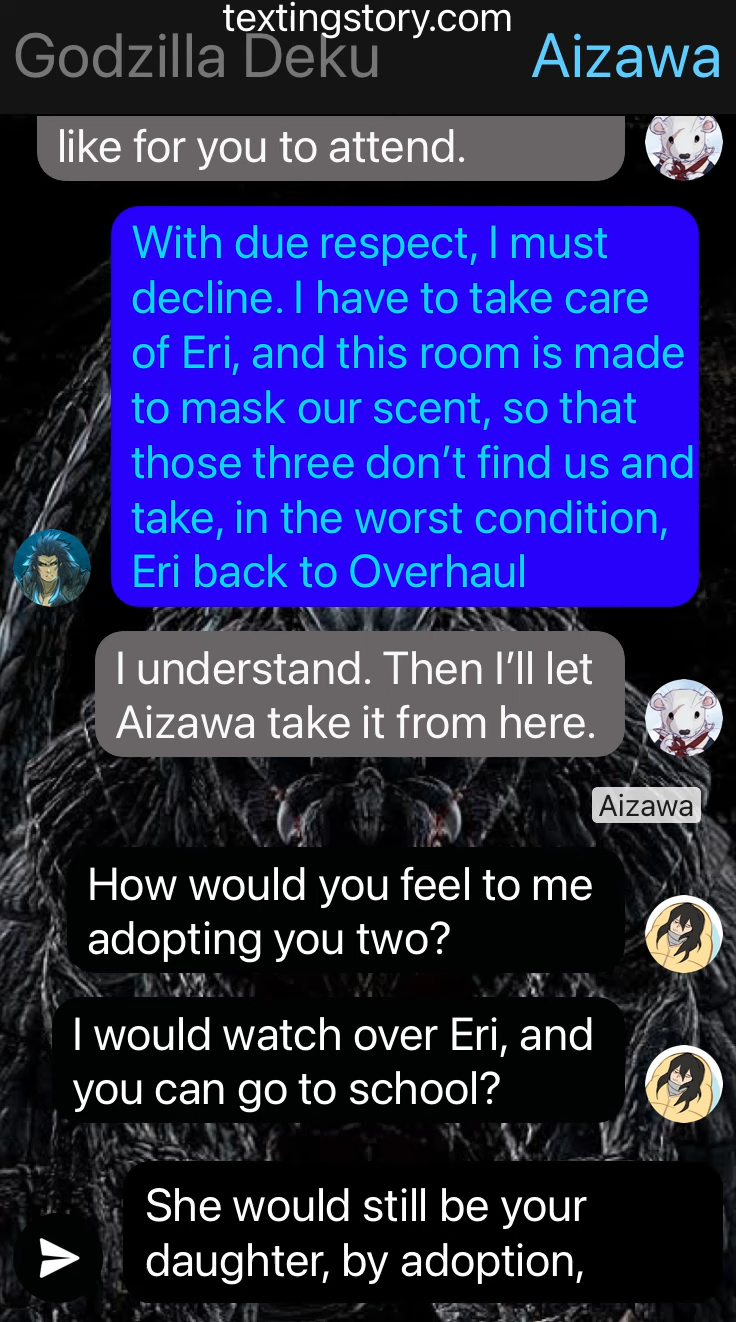 textingstory.com
Godzilla Deku
Aizawa
like for you to attend.
With due respect, I must
decline. I have to take care
of Eri, and this room is made
to mask our scent, so that
those three don’t find us and
take, in the worst condition,
Eri back to Overhaul
I understand. Then I’ll let
Aizawa take it from here.
Aizawa
How would you feel to me
adopting you two?
I would watch over Eri, and
you can go to school?
She would still be your
daughter, by adoption,